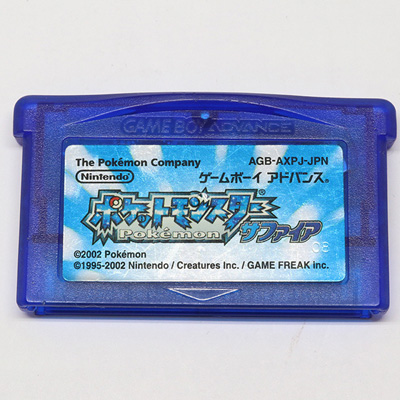 GAME BOY ADVANCE
The Pokémon Company
AGB-AXPJ-JPN
Nintendo
ゲームボーイ アドバンス®
ポケットモンスター
Pokémon
サファイア
©2002 Pokémon
©1995-2002 Nintendo / Creatures inc. / GAME FREAK inc.